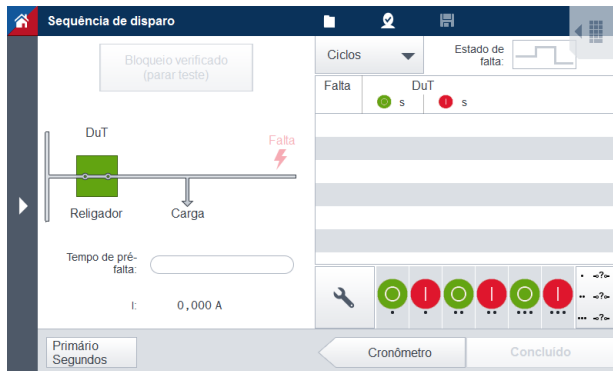 Sequência de disparo
Bloqueio verificado
(parar teste)
Ciclos
Estado de
falta:
Falta
DuT
s
s
DuT
Falta
Religador
Carga
Tempo de pré-
falta:
I:
0,000 A
Primário
Segundos
Cronômetro
Concluído